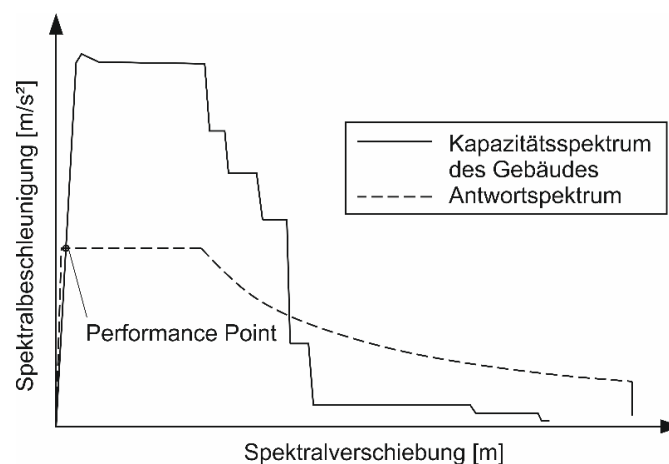 Spektralbeschleunigung [m/s²]
Kapazitätsspektrum
des Gebäudes
Antwortspektrum
Performance Point
Spektralverschiebung [m]